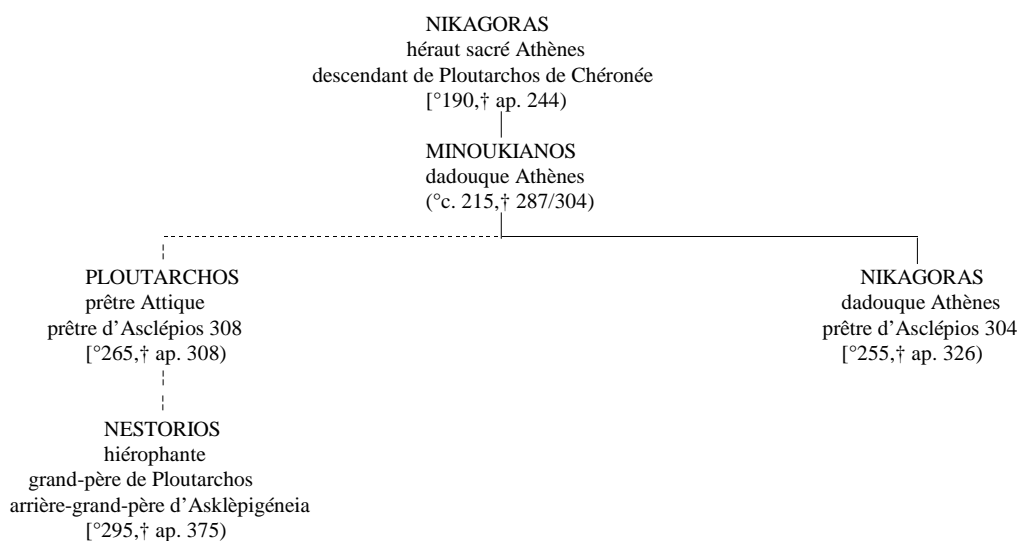 NIKAGORAS
héraut sacré Athènes
descendant de Ploutarchos de Chéronée
[°190,† ap. 244)
MINOUKIANOS
dadouque Athènes
(°c. 215,† 287/304)
PLOUTARCHOS
prêtre Attique
prêtre d'Asclépios 308
[°265,† ap. 308)
NIKAGORAS
dadouque Athènes
prêtre d'Asclépios 304
[°255,† ap. 326)
NESTORIOS
hiérophante
grand-père de Ploutarchos
arrière-grand-père d'Asklèpigéneia
[°295,† ap. 375)